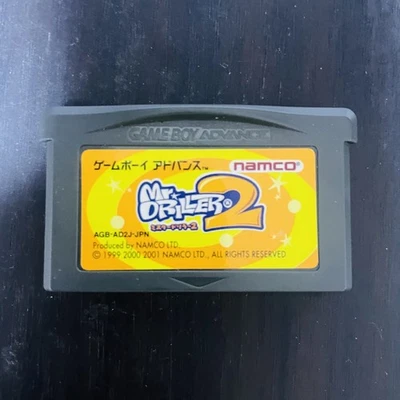 GAME BOY ADVANCE
ゲームボーイ アドバンス™ namco®
Mr. DRILLER® 2
ミスタードリラー2
AGB-AD2J-JPN
Produced by NAMCO LTD.
© 1999 2000 2001 NAMCO LTD., ALL RIGHTS RESERVED